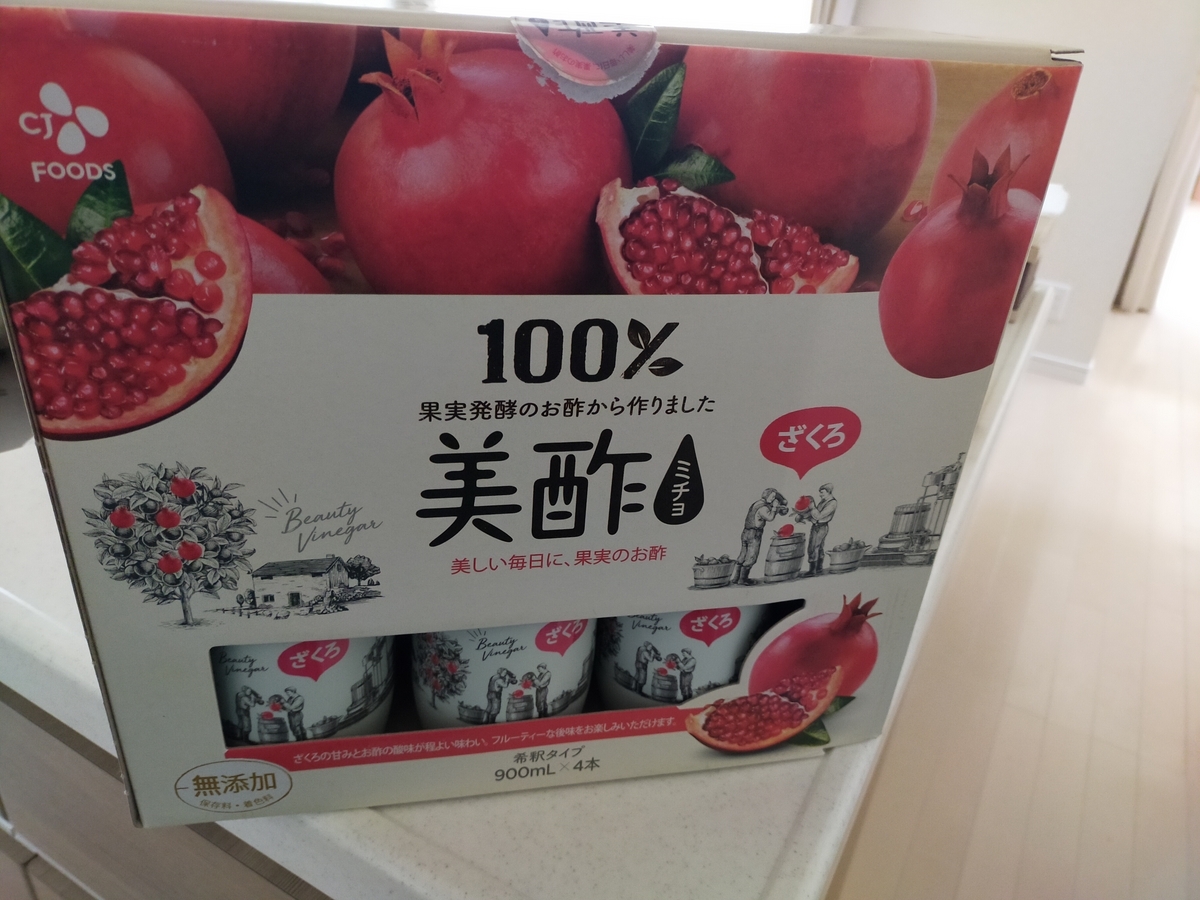 CJ
FOODS
100%
果実発酵のお酢から作りました
美酢
ミチョ
ざくろ
Beauty
Vinegar
美しい毎日に、果実のお酢
Beauty
Vinegar
ざくろ
Beauty
Vinegar
ざくろ
Vinegar
ざくろ
ざくろの甘みとお酢の酸味が程よい味わい。フルーティーな後味をお楽しみいただけます。
希釈タイプ
900mL×4本
無添加
保存料・着色料